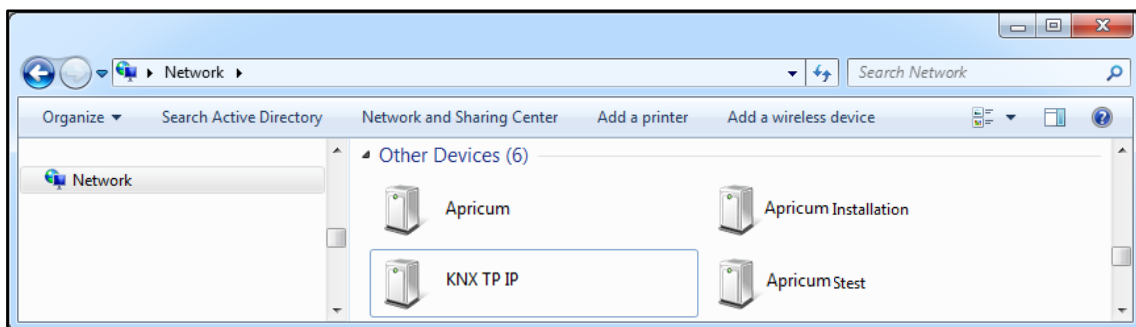 Network
Search Network
Organize Search Active Directory Network and Sharing Center Add a printer Add a wireless device
Network
Other Devices (6)
Apricum
Apricum Installation
KNX TP IP
Apricum Stest